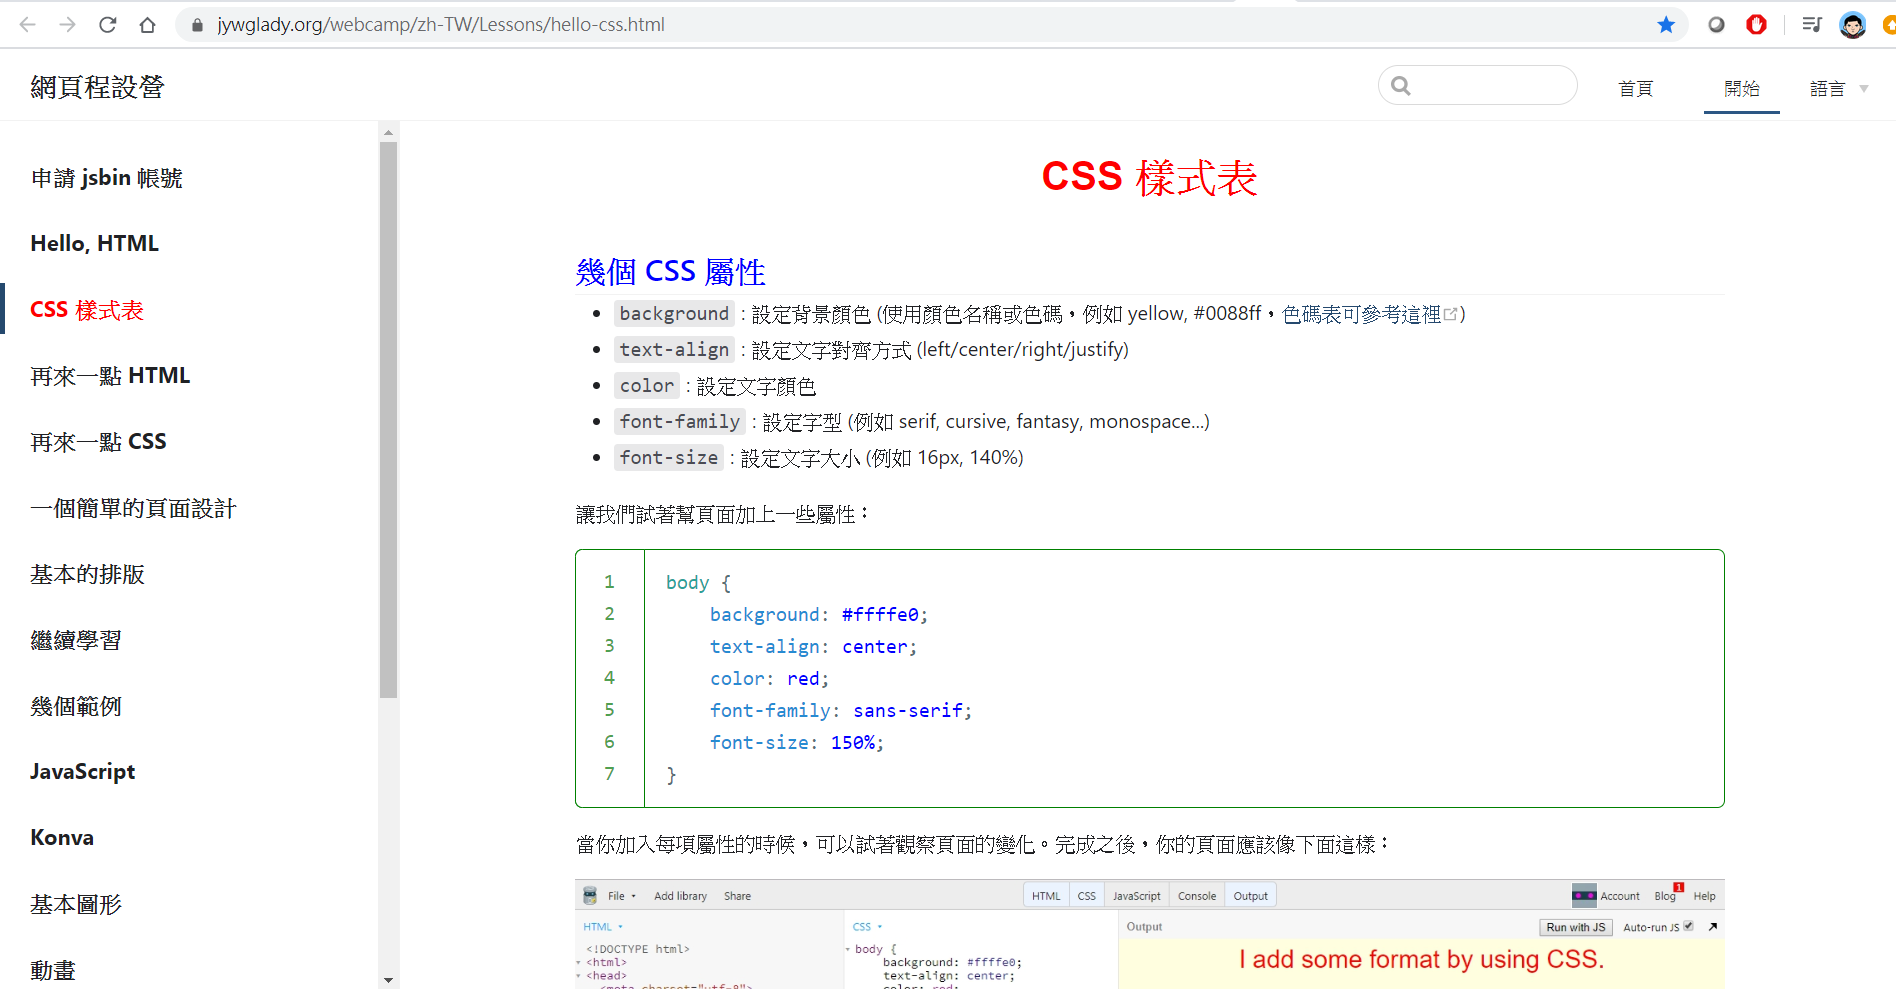 jywglady.org/webcamp/zh-TW/Lessons/hello-css.html
網頁程設營
首頁
開始
語言
申請 jsbin 帳號
Hello, HTML
CSS 樣式表
再來一點 HTML
再來一點 CSS
一個簡單的頁面設計
基本的排版
繼續學習
幾個範例
JavaScript
Konva
基本圖形
動畫
CSS 樣式表
幾個 CSS 屬性
background : 設定背景顏色 (使用顏色名稱或色碼，例如 yellow, #0088ff，色碼表可參考這裡)
text-align : 設定文字對齊方式 (left/center/right/justify)
color : 設定文字顏色
font-family : 設定字型 (例如 serif, cursive, fantasy, monospace...)
font-size : 設定文字大小 (例如 16px, 140%)
讓我們試著幫頁面加上一些屬性：
1 body {
2 background: #ffffe0;
3 text-align: center;
4 color: red;
5 font-family: sans-serif;
6 font-size: 150%;
7 }
當你加入每項屬性的時候，可以試著觀察頁面的變化。完成之後，你的頁面應該像下面這樣：
File Add library Share HTML CSS JavaScript Console Output Account Blog 1 Help
HTML
<!DOCTYPE html>
<html>
<head>
<meta charset="utf-8">
CSS
body {
background: #ffffe0;
text-align: center;
color: red;
Output Run with JS Auto-run JS
I add some format by using CSS.